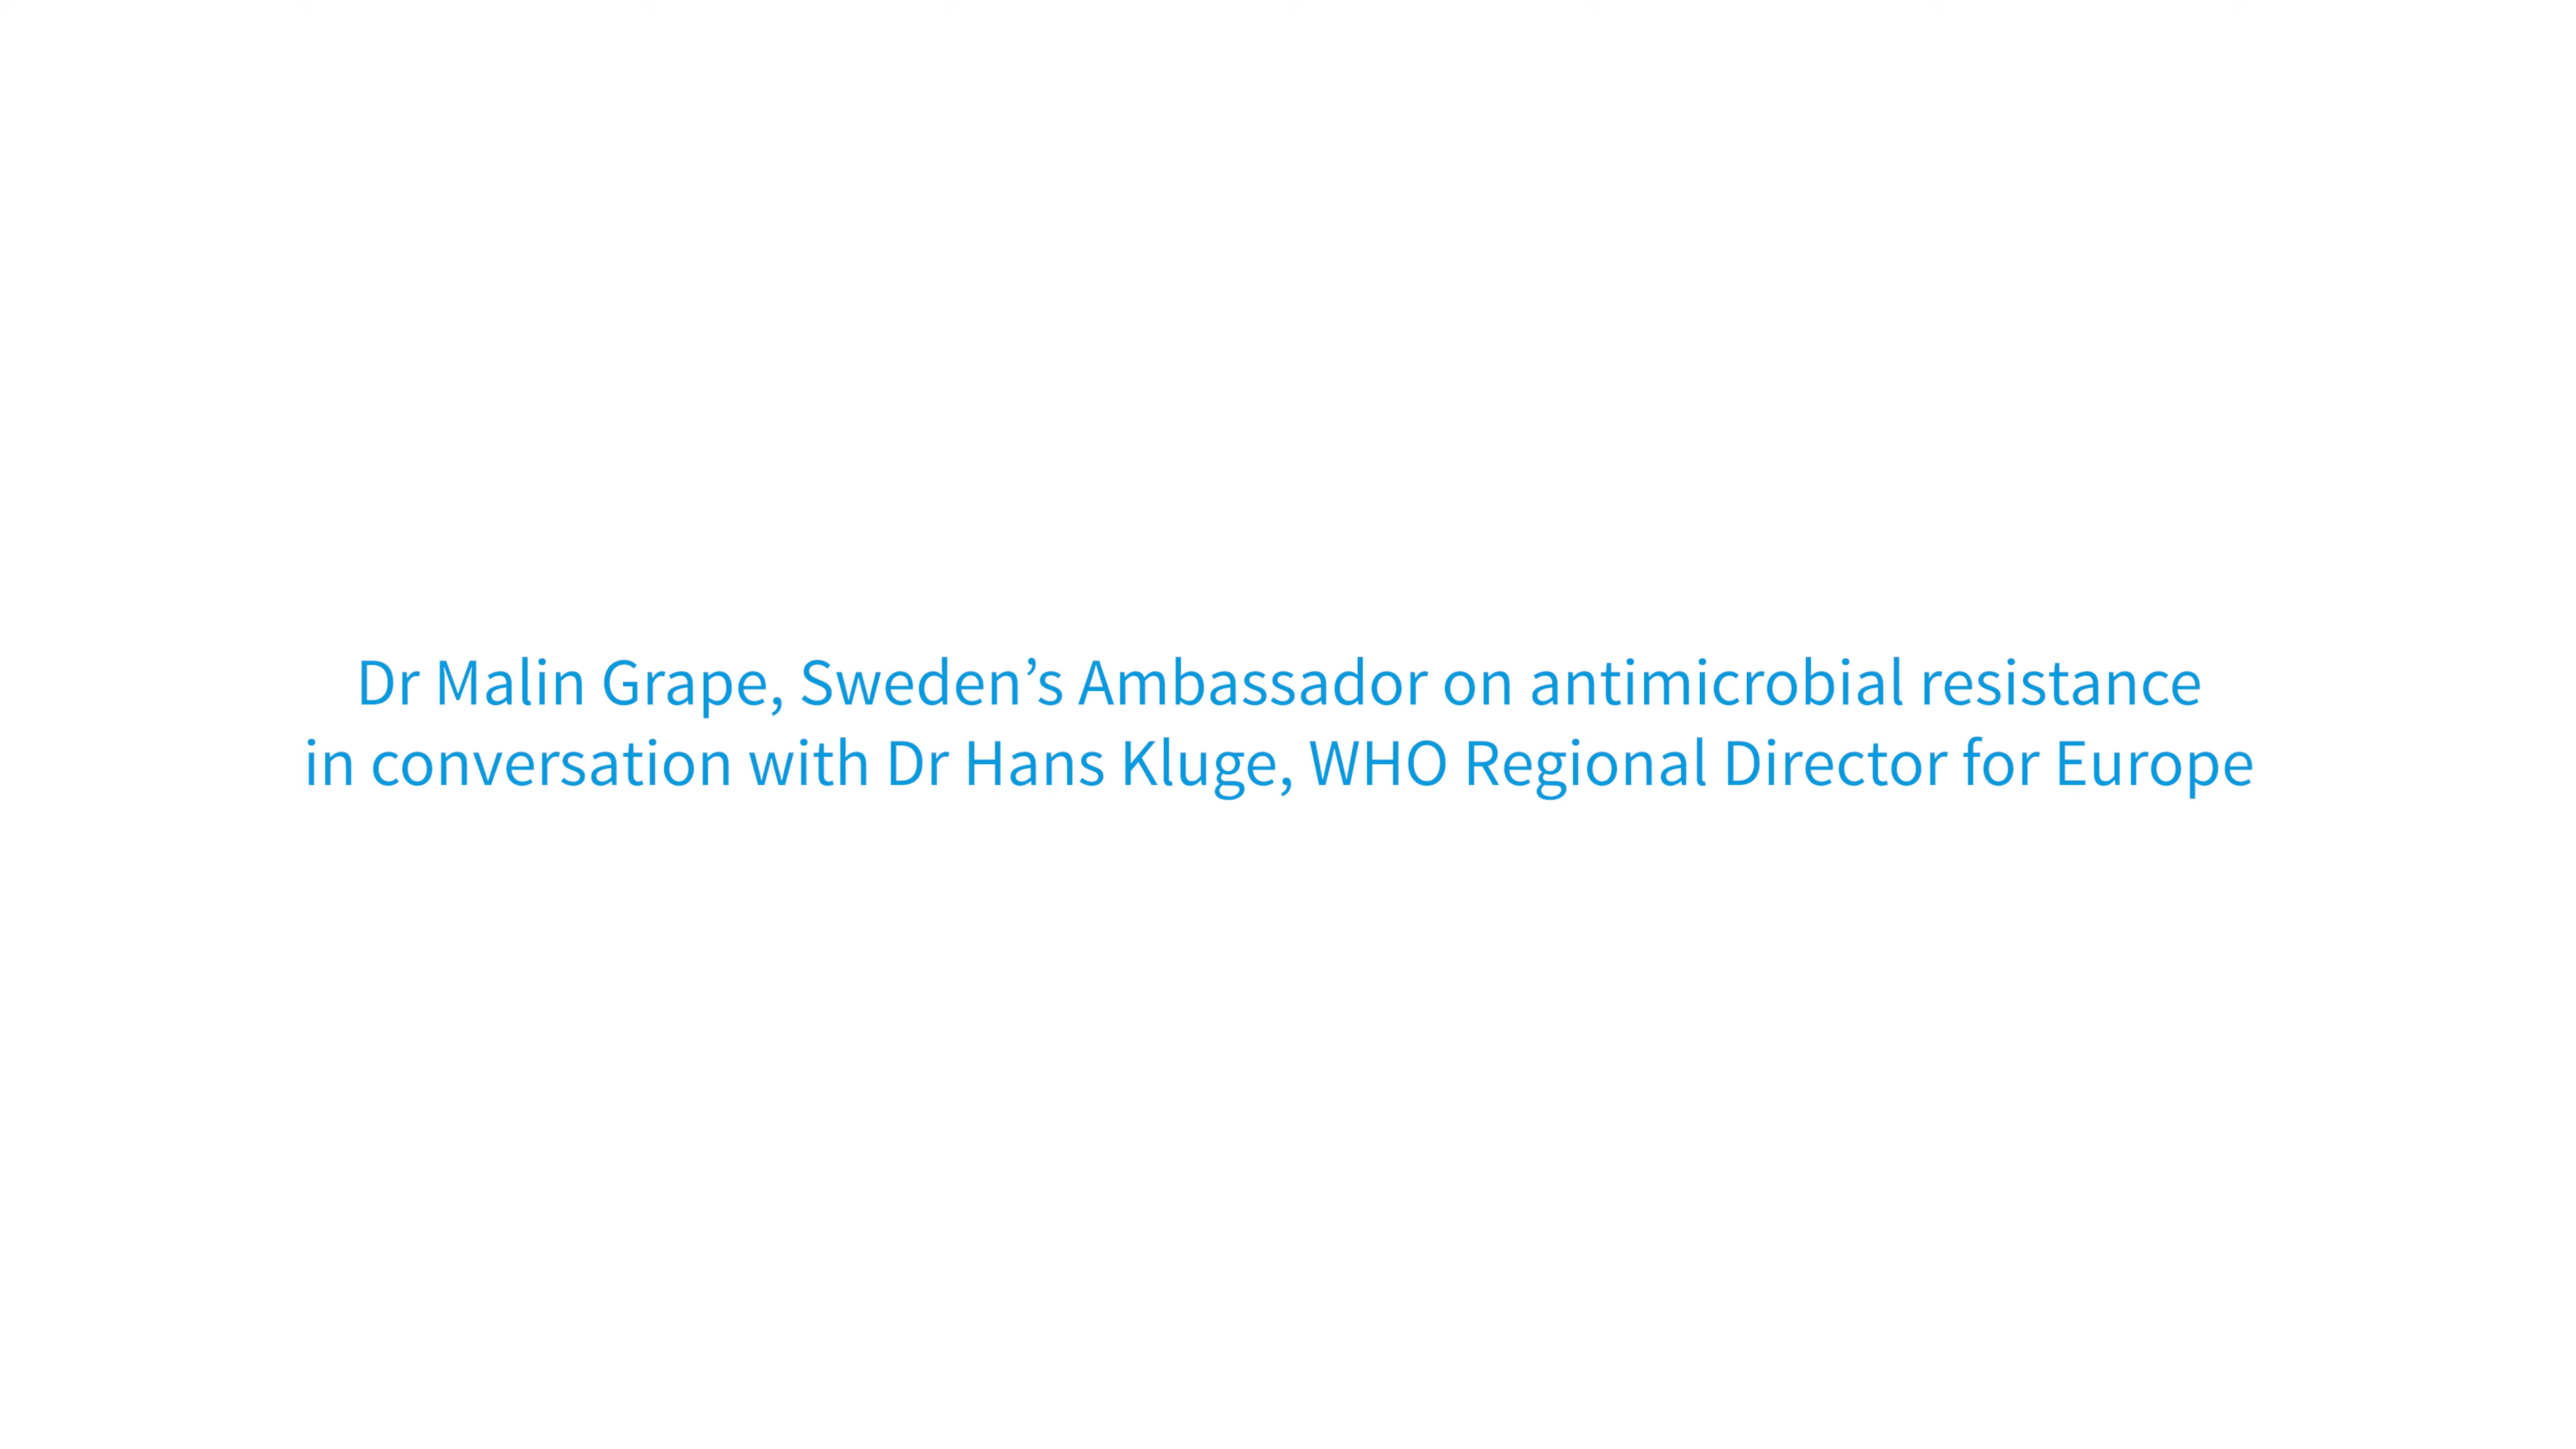 Dr Malin Grape, Sweden’s Ambassador on antimicrobial resistance
in conversation with Dr Hans Kluge, WHO Regional Director for Europe